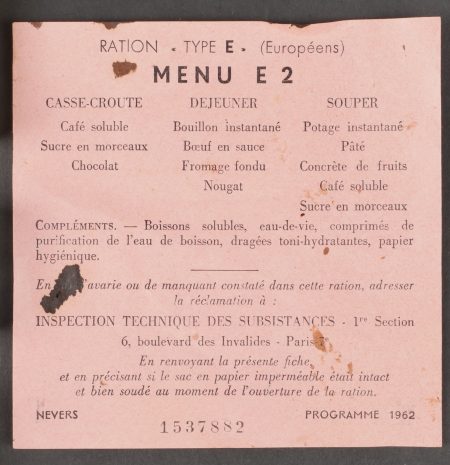 RATION « TYPE E » (Européens)
MENU E 2
CASSE-CROUTE
Café soluble
Sucre en morceaux
Chocolat
DEJEUNER
Bouillon instantané
Bœuf en sauce
Fromage fondu
Nougat
SOUPER
Potage instantané
Pâté
Concrète de fruits
Café soluble
Sucre en morceaux
COMPLÉMENTS. — Boissons solubles, eau-de-vie, comprimés de
purification de l'eau de boisson, dragées toni-hydratantes, papier
hygiénique.
En avarie ou de manquant constaté dans cette ration, adresser
la réclamation à :
INSPECTION TECHNIQUE DES SUBSISTANCES - 1re Section
6, boulevard des Invalides - Paris-7e
En renvoyant la présente fiche,
et en précisant si le sac en papier imperméable était intact
et bien soudé au moment de l'ouverture de la ration.
NEVERS
PROGRAMME 1962
1537882